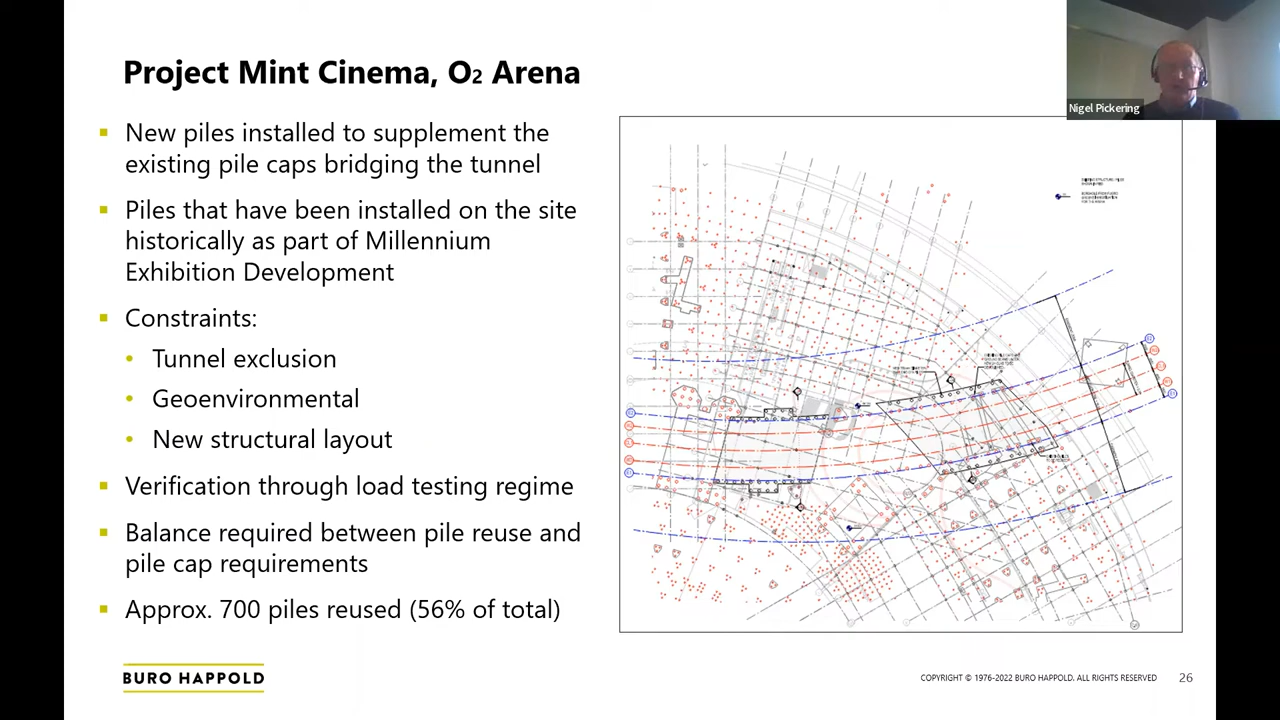 Project Mint Cinema, O2 Arena
Nigel Pickering
▪ New piles installed to supplement the
existing pile caps bridging the tunnel
▪ Piles that have been installed on the site
historically as part of Millennium
Exhibition Development
▪ Constraints:
• Tunnel exclusion
• Geoenvironmental
• New structural layout
▪ Verification through load testing regime
▪ Balance required between pile reuse and
pile cap requirements
▪ Approx. 700 piles reused (56% of total)
BURO HAPPOLD
COPYRIGHT © 1976-2022 BURO HAPPOLD. ALL RIGHTS RESERVED
26